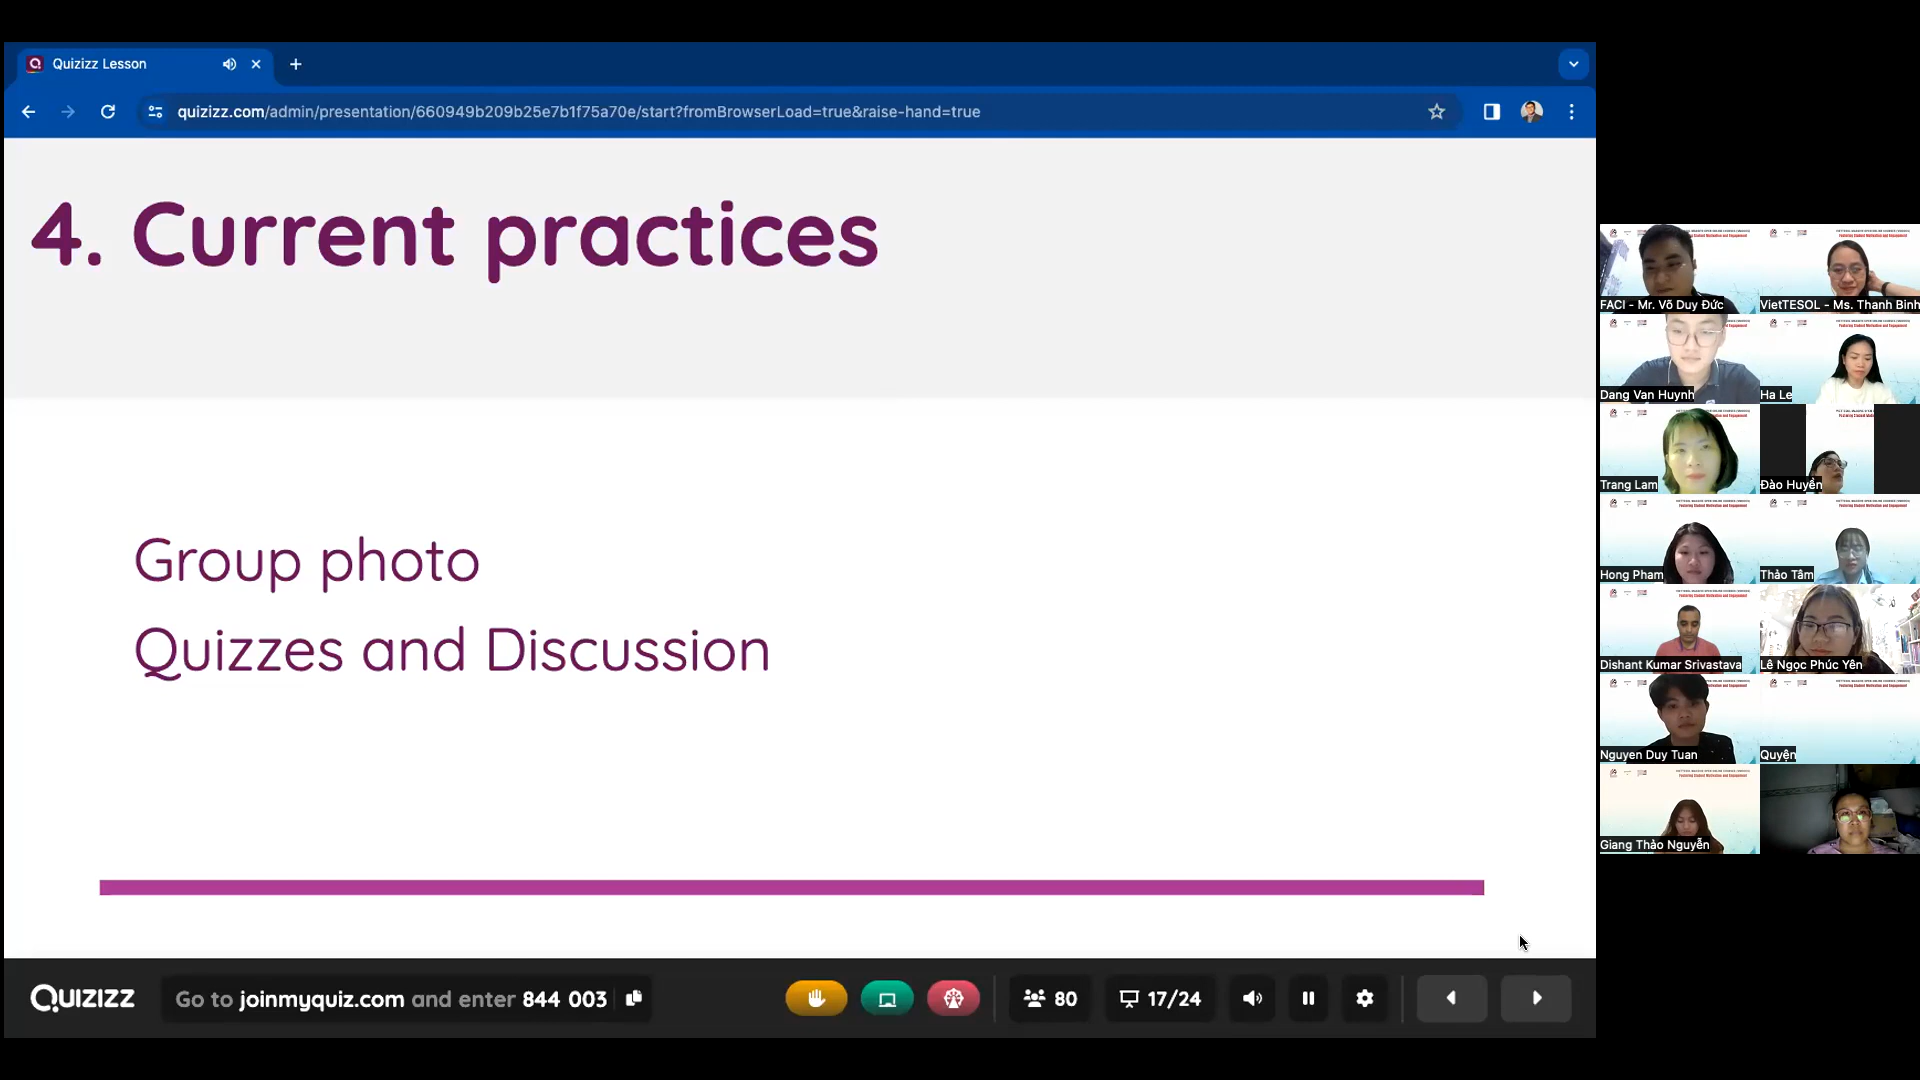 Quizizz Lesson
quizizz.com/admin/presentation/660949b209b25e7b1f75a70e/start?fromBrowserLoad=true&raise-hand=true
4. Current practices
Group photo
Quizzes and Discussion
QUIZIZZ
Go to joinmyquiz.com and enter 844 003
80
17/24
FACI - Mr. Võ Duy Đức
VietTESOL - Ms. Thanh Binh
Dang Van Huynh
Ha Le
Trang Lam
Đào Huyền
Hong Pham
Thảo Tâm
Dishant Kumar Srivastava
Lê Ngọc Phúc Yên
Nguyen Duy Tuan
Quyện
Giang Thảo Nguyễn